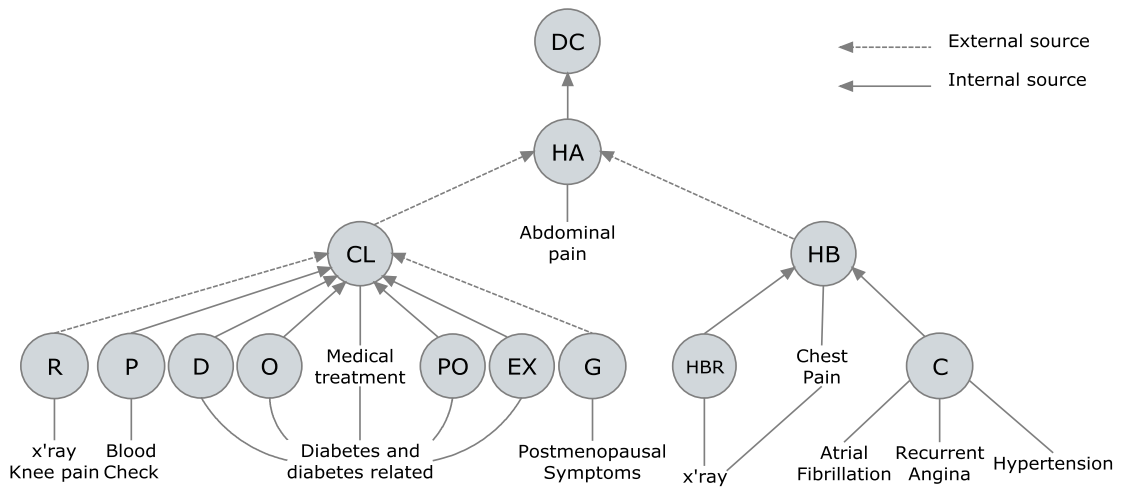 DC
External source
Internal source
HA
Abdominal
pain
CL
HB
R
P
D
O
Medical
treatment
PO
EX
G
HBR
Chest
Pain
C
x'ray
Knee pain
Blood
Check
Diabetes and
diabetes related
Postmenopausal
Symptoms
x'ray
Atrial
Fibrillation
Recurrent
Angina
Hypertension